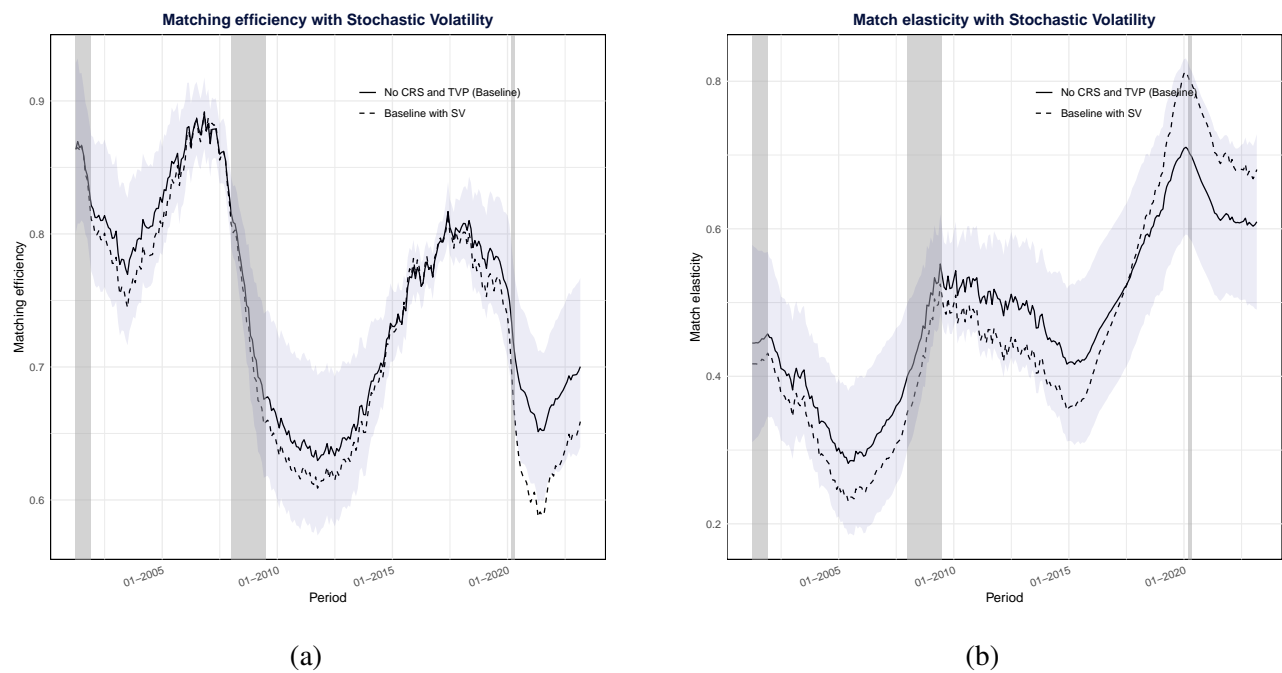 Matching efficiency with Stochastic Volatility
No CRS and TVP (Baseline)
Baseline with SV
0.9
0.8
0.7
0.6
Matching efficiency
01−2005
01−2010
01−2015
01−2020
Period
(a)
Match elasticity with Stochastic Volatility
No CRS and TVP (Baseline)
Baseline with SV
0.8
0.6
0.4
0.2
Match elasticity
01−2005
01−2010
01−2015
01−2020
Period
(b)